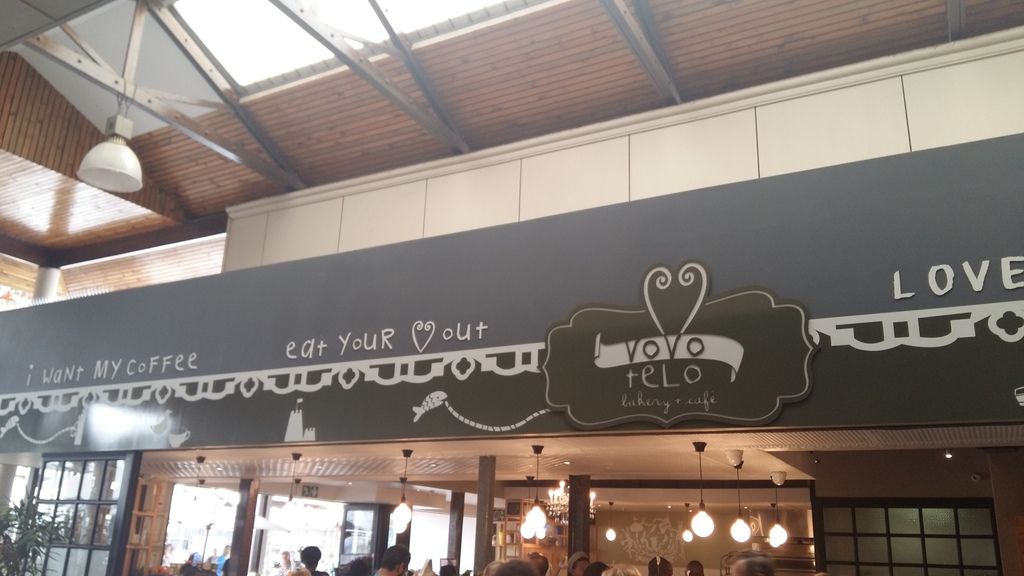 i WANT MY COFFEE
eat YOUR out
LOVE
VOVO
teLO
bakery + café